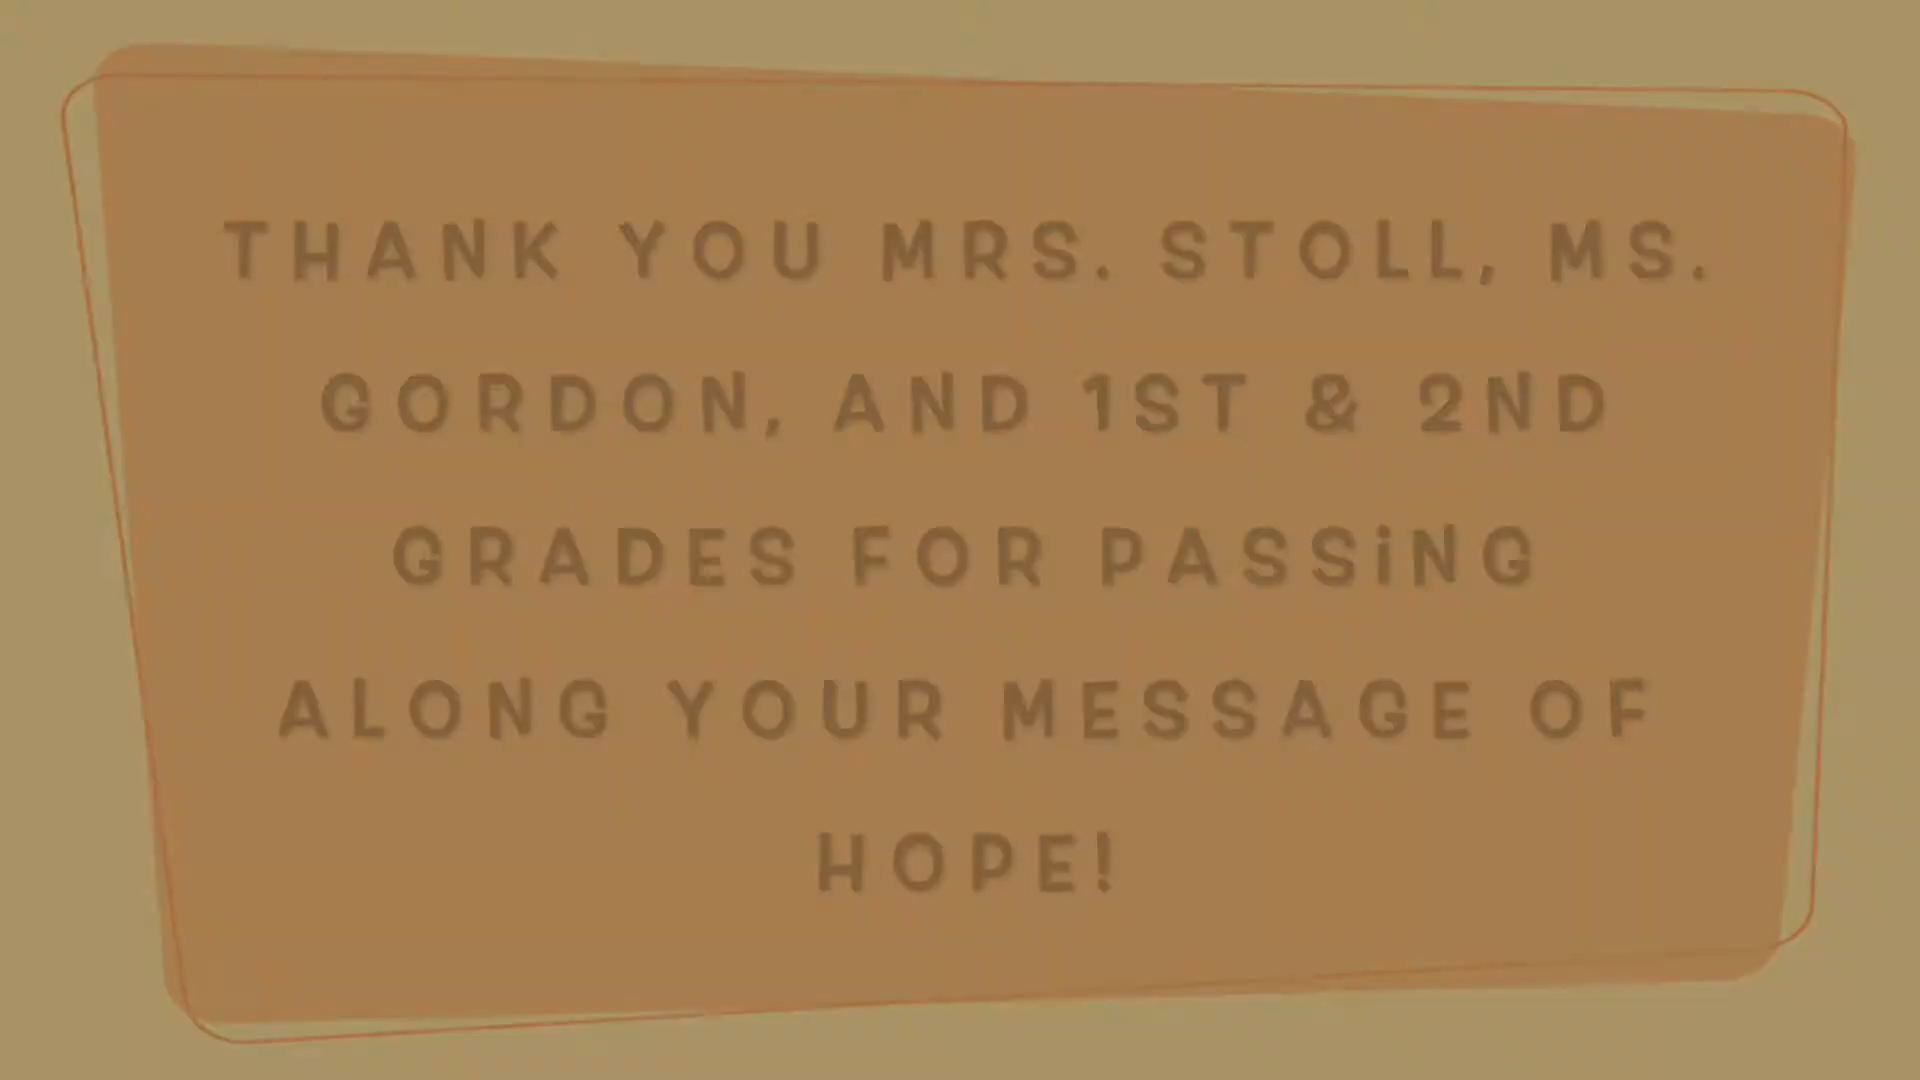 THANK YOU MRS. STOLL, MS.
GORDON, AND 1ST & 2ND
GRADES FOR PASSiNG
ALONG YOUR MESSAGE OF
HOPE!